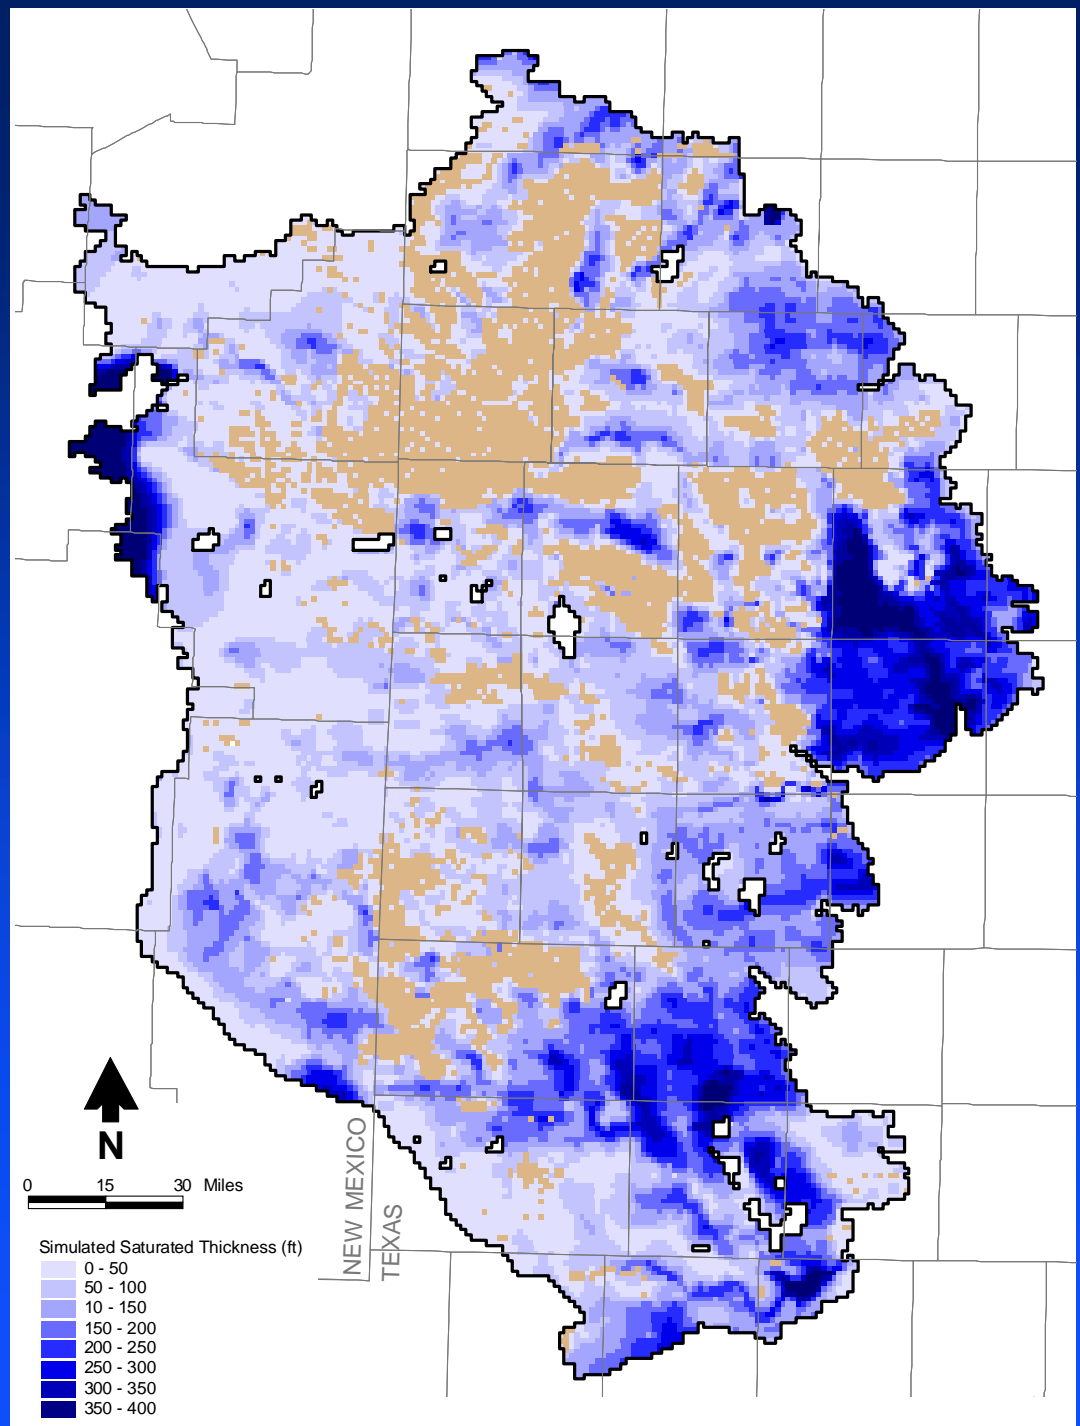 N
0 15 30 Miles
NEW MEXICO
TEXAS
Simulated Saturated Thickness (ft)
0 - 50
50 - 100
10 - 150
150 - 200
200 - 250
250 - 300
300 - 350
350 - 400